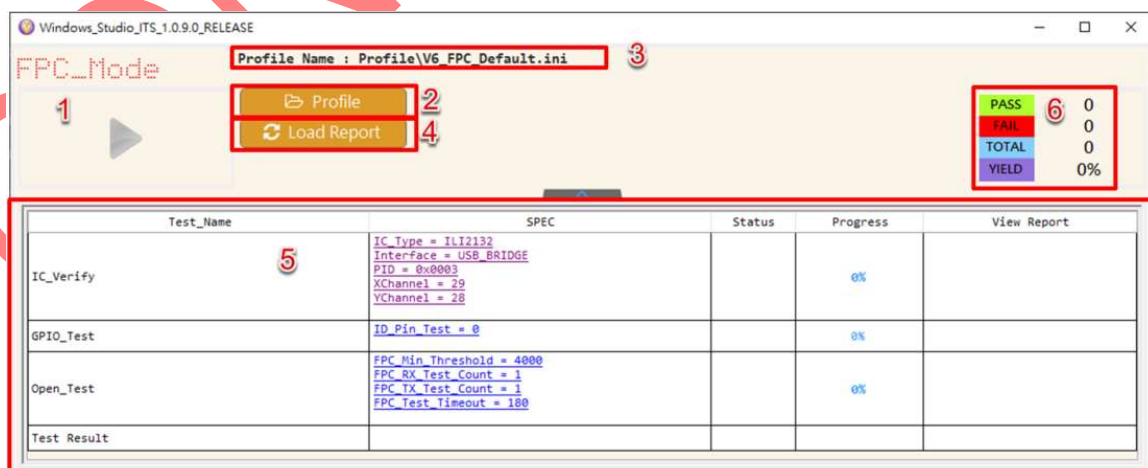 Windows_Studio_ITS_1.0.9.0_RELEASE
FPC_Mode
Profile Name : Profile\V6_FPC_Default.ini
3
1
Profile
2
Load Report
4
PASS 0
6
FAIL 0
TOTAL 0
YIELD 0%
Test_Name SPEC Status Progress View Report
5
IC_Verify
IC_Type = ILI2132
Interface = USB_BRIDGE
PID = 0x0003
XChannel = 29
YChannel = 28
0%
GPIO_Test
ID_Pin_Test = 0
0%
Open_Test
FPC_Min_Threshold = 4000
FPC_RX_Test_Count = 1
FPC_TX_Test_Count = 1
FPC_Test_Timeout = 180
0%
Test Result